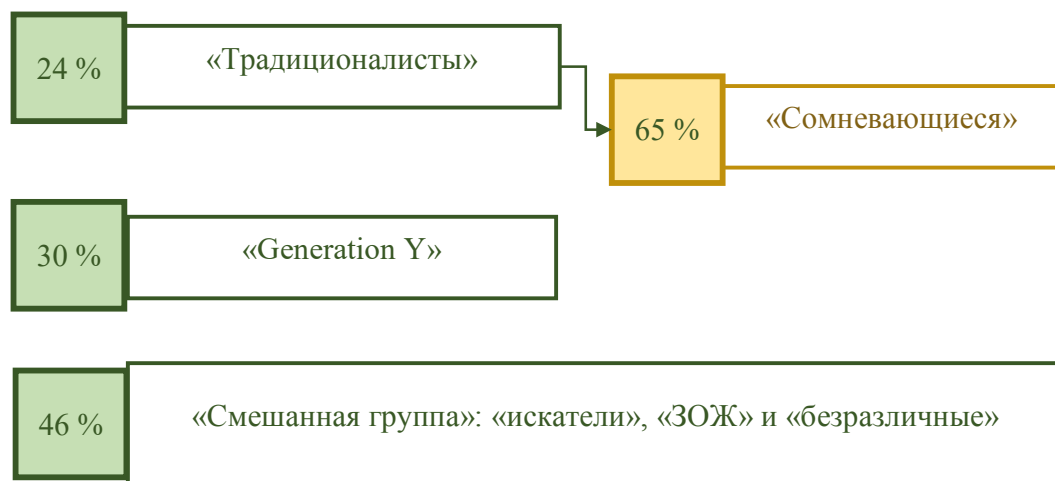 24 %
«Традиционалисты»
65 %
«Сомневающиеся»
30 %
«Generation Y»
46 %
«Смешанная группа»: «искатели», «ЗОЖ» и «безразличные»